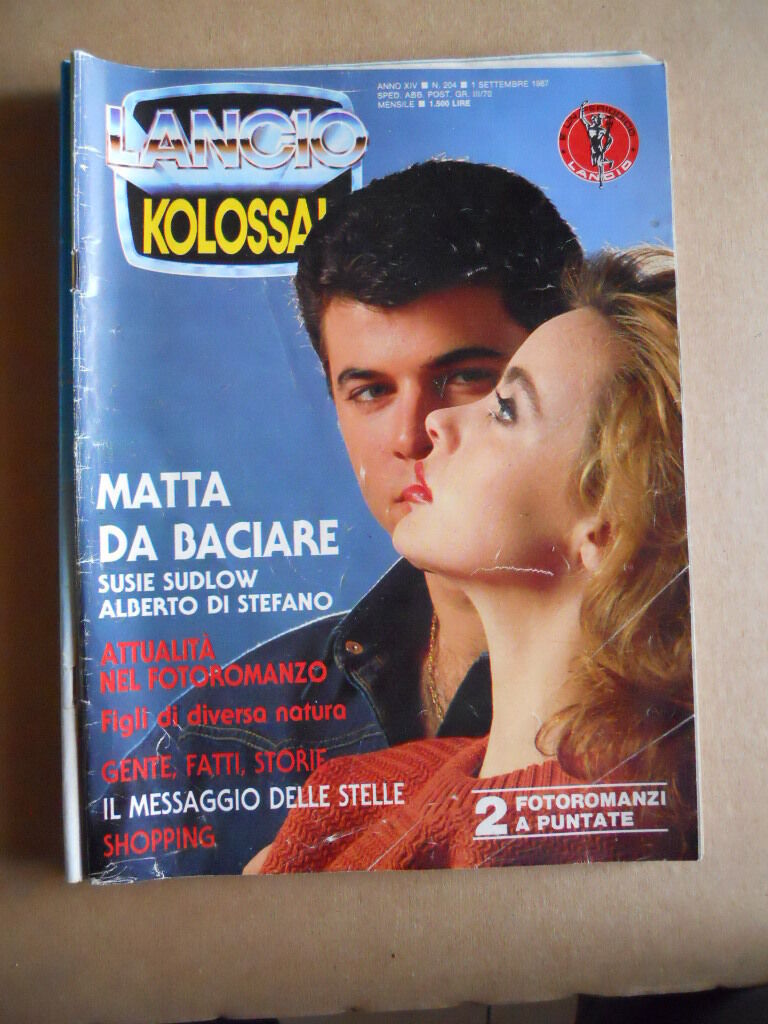 ANNO XIV ■ N. 204 ■ 1 SETTEMBRE 1987
SPED. ABB. POST. GR. III/70
MENSILE ■ 1.500 LIRE
LANCIO
KOLOSSAL
LANCIO
MATTA
DA BACIARE
SUSIE SUDLOW
ALBERTO DI STEFANO
ATTUALITÀ
NEL FOTOROMANZO
Figli di diversa natura
GENTE, FATTI, STORIE
IL MESSAGGIO DELLE STELLE
SHOPPING
2 FOTOROMANZI
A PUNTATE